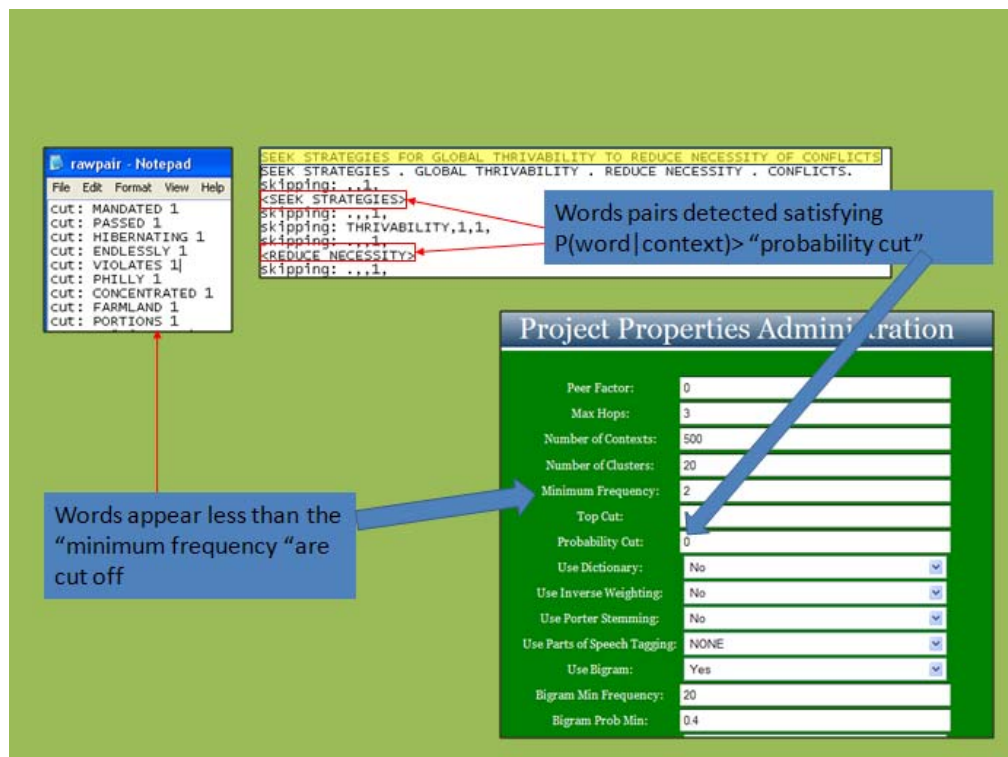 rawpair - Notepad
File Edit Format View Help
cut: MANDATED 1
cut: PASSED 1
cut: HIBERNATING 1
cut: ENDLESSLY 1
cut: VIOLATES 1
cut: PHILLY 1
cut: CONCENTRATED 1
cut: FARMLAND 1
cut: PORTIONS 1
SEEK STRATEGIES FOR GLOBAL THRIVABILITY TO REDUCE NECESSITY OF CONFLICTS
SEEK STRATEGIES . GLOBAL THRIVABILITY . REDUCE NECESSITY . CONFLICTS.
skipping: .,,1,
<SEEK STRATEGIES>
skipping: .,,1,
skipping: THRIVABILITY,1,1,
skipping: .,,1,
<REDUCE NECESSITY>
skipping: .,,1,
Words pairs detected satisfying
P(word|context)> “probability cut”
Words appear less than the
“minimum frequency “are
cut off
Project Properties Administration
Peer Factor: 0
Max Hops: 3
Number of Contexts: 500
Number of Clusters: 20
Minimum Frequency: 2
Top Cut:
Probability Cut: 0
Use Dictionary: No
Use Inverse Weighting: No
Use Porter Stemming: No
Use Parts of Speech Tagging: NONE
Use Bigram: Yes
Bigram Min Frequency: 20
Bigram Prob Min: 0.4